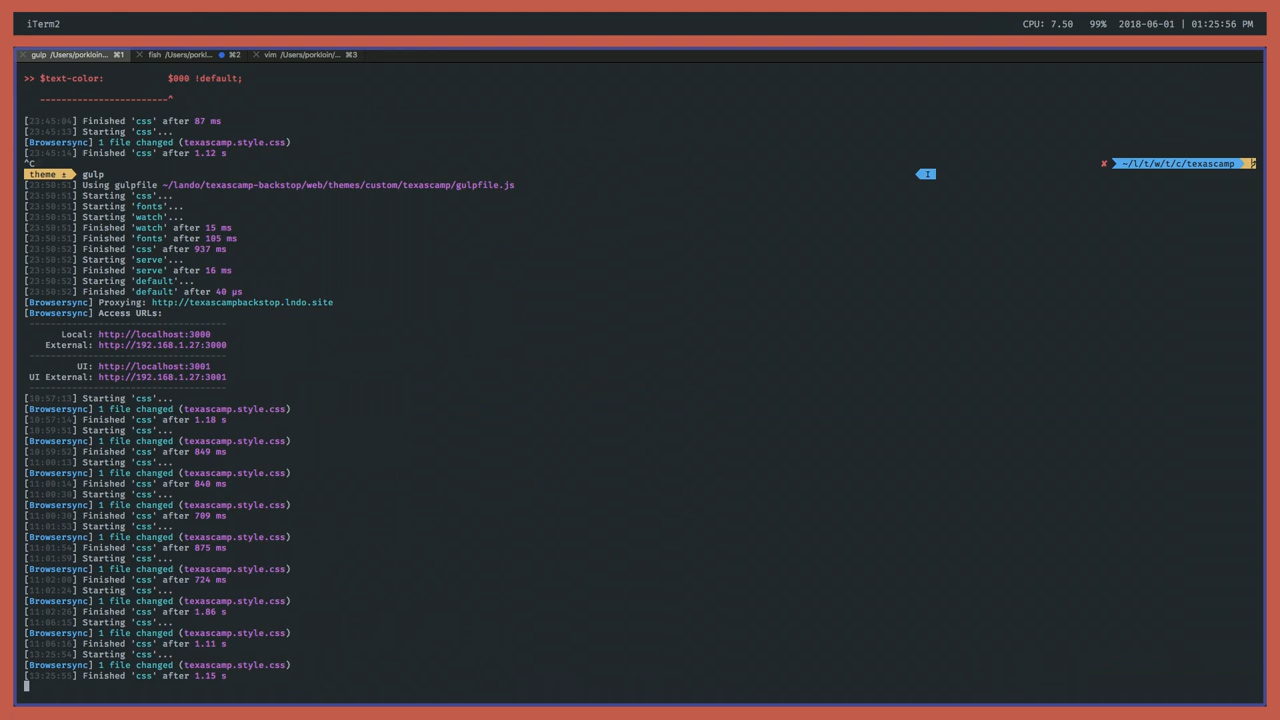 iTerm2 CPU: 7.50 99% 2018-06-01 | 01:25:56 PM
× gulp /Users/porkloin... ⌘1 × fish /Users/porkl... ● ⌘2 × vim /Users/porkloin/... ⌘3
>> $text-color: $000 !default;
------------------------^
[23:45:04] Finished 'css' after 87 ms
[23:45:13] Starting 'css'...
[Browsersync] 1 file changed (texascamp.style.css)
[23:45:14] Finished 'css' after 1.12 s
^C ✘ ~/l/t/w/t/c/texascamp
theme ± gulp I
[23:50:51] Using gulpfile ~/lando/texascamp-backstop/web/themes/custom/texascamp/gulpfile.js
[23:50:51] Starting 'css'...
[23:50:51] Starting 'fonts'...
[23:50:51] Starting 'watch'...
[23:50:51] Finished 'watch' after 15 ms
[23:50:51] Finished 'fonts' after 105 ms
[23:50:52] Finished 'css' after 937 ms
[23:50:52] Starting 'serve'...
[23:50:52] Finished 'serve' after 16 ms
[23:50:52] Starting 'default'...
[23:50:52] Finished 'default' after 40 μs
[Browsersync] Proxying: http://texascampbackstop.lndo.site
[Browsersync] Access URLs:
-------------------------------------
Local: http://localhost:3000
External: http://192.168.1.27:3000
-------------------------------------
UI: http://localhost:3001
UI External: http://192.168.1.27:3001
-------------------------------------
[10:57:13] Starting 'css'...
[Browsersync] 1 file changed (texascamp.style.css)
[10:57:14] Finished 'css' after 1.18 s
[10:59:51] Starting 'css'...
[Browsersync] 1 file changed (texascamp.style.css)
[10:59:52] Finished 'css' after 849 ms
[11:00:13] Starting 'css'...
[Browsersync] 1 file changed (texascamp.style.css)
[11:00:14] Finished 'css' after 840 ms
[11:00:38] Starting 'css'...
[Browsersync] 1 file changed (texascamp.style.css)
[11:00:38] Finished 'css' after 709 ms
[11:01:53] Starting 'css'...
[Browsersync] 1 file changed (texascamp.style.css)
[11:01:54] Finished 'css' after 875 ms
[11:01:59] Starting 'css'...
[Browsersync] 1 file changed (texascamp.style.css)
[11:02:00] Finished 'css' after 724 ms
[11:02:24] Starting 'css'...
[Browsersync] 1 file changed (texascamp.style.css)
[11:02:26] Finished 'css' after 1.86 s
[11:06:15] Starting 'css'...
[Browsersync] 1 file changed (texascamp.style.css)
[11:06:16] Finished 'css' after 1.11 s
[13:25:54] Starting 'css'...
[Browsersync] 1 file changed (texascamp.style.css)
[13:25:55] Finished 'css' after 1.15 s